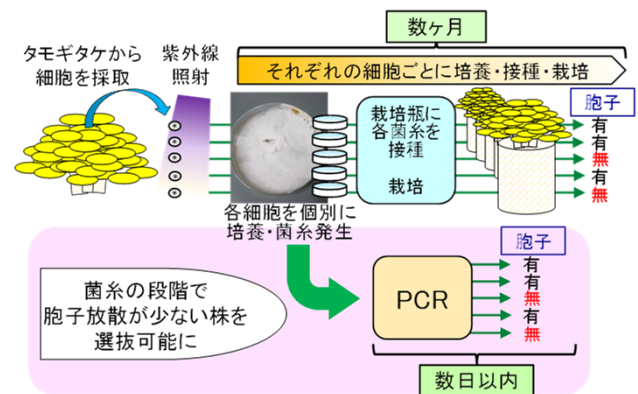 数ヶ月
タモギタケから
細胞を採取
紫外線
照射
それぞれの細胞ごとに培養・接種・栽培
胞子
栽培瓶に
各菌糸を
接種
栽培
有
有
無
有
無
各細胞を個別に
培養・菌糸発生
胞子
菌糸の段階で
胞子放散が少ない株を
選抜可能に
PCR
有
有
無
有
無
数日以内